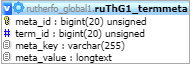 rutherfo_global1.ruThG1_termmeta
meta_id : bigint(20) unsigned
term_id : bigint(20) unsigned
meta_key : varchar(255)
meta_value : longtext